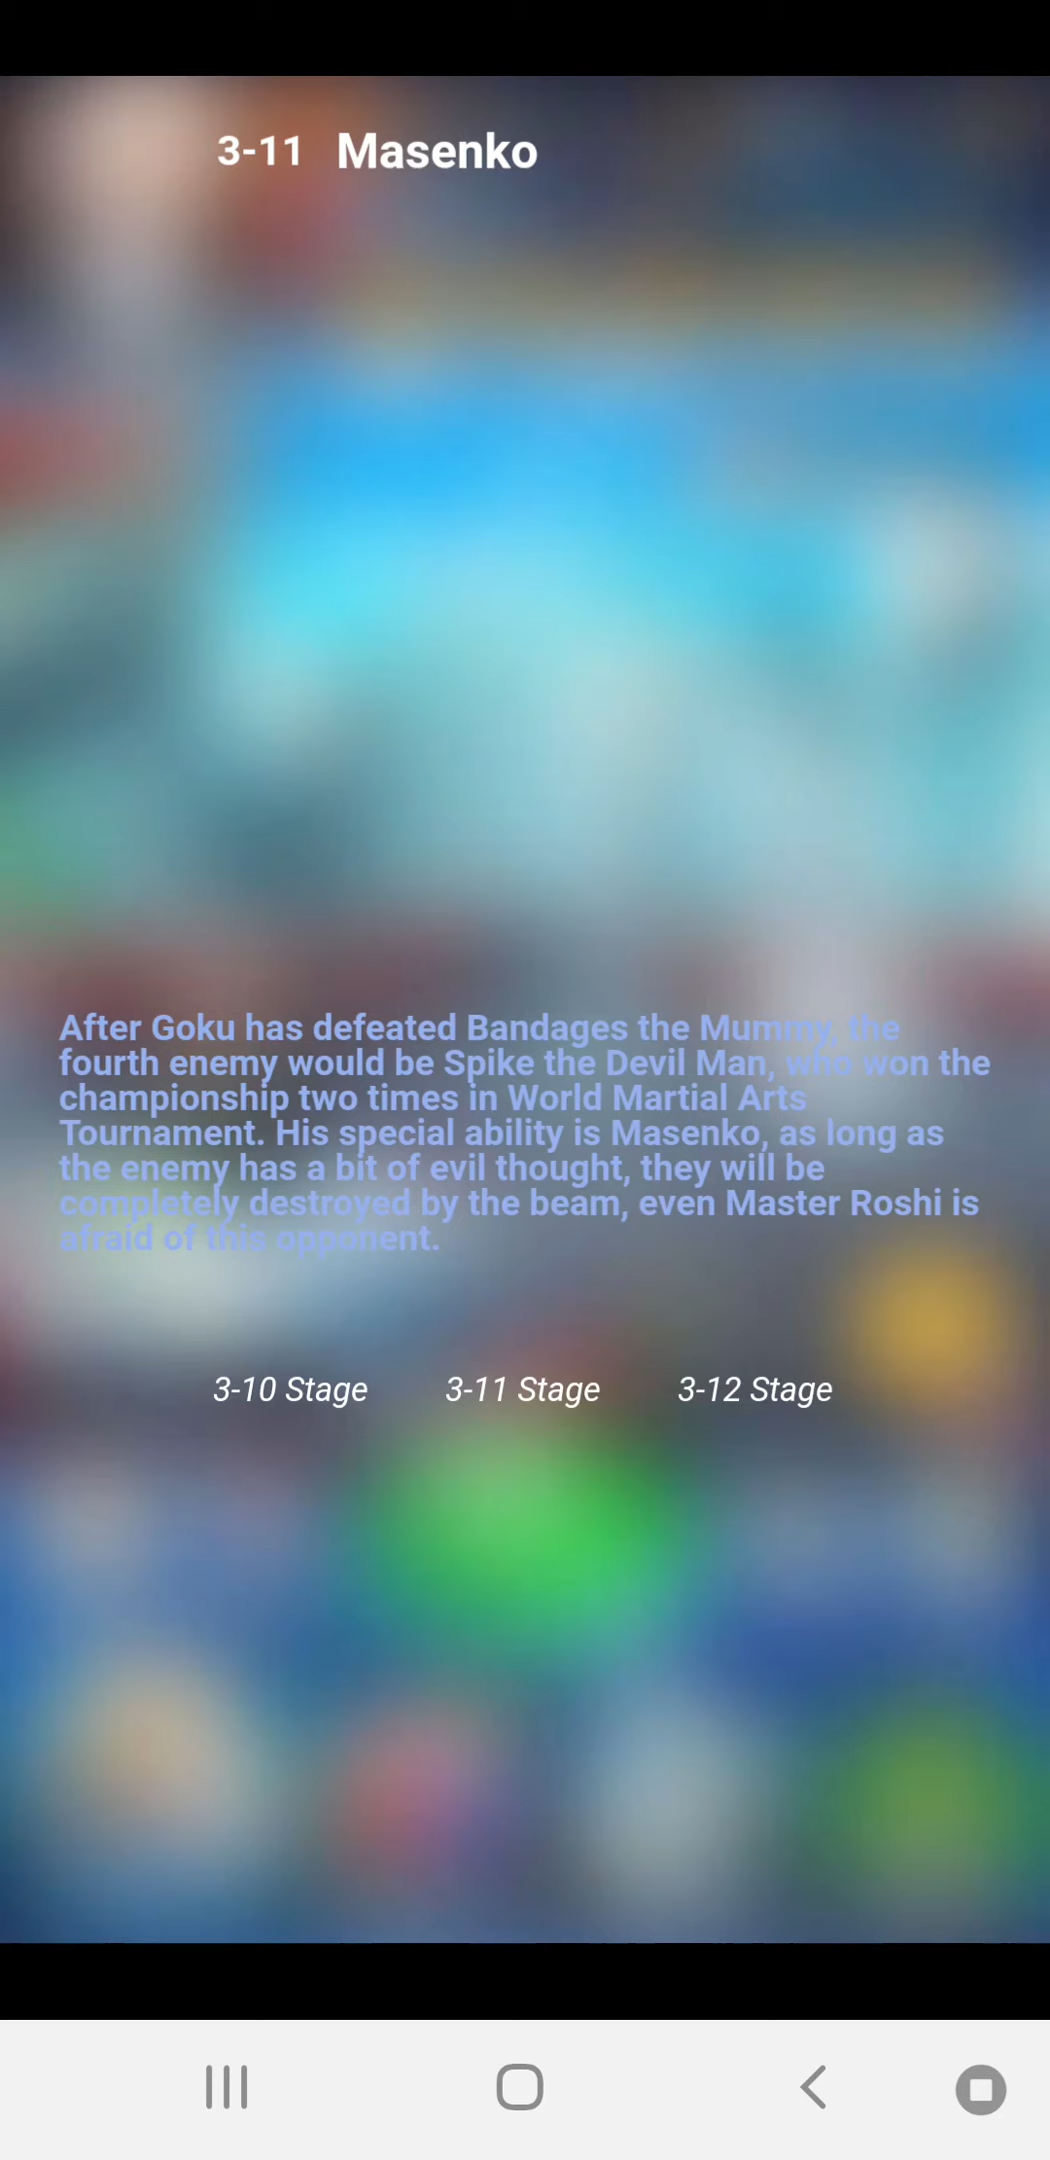 3-11 Masenko
After Goku has defeated Bandages the Mummy, the
fourth enemy would be Spike the Devil Man, who won the
championship two times in World Martial Arts
Tournament. His special ability is Masenko, as long as
the enemy has a bit of evil thought, they will be
completely destroyed by the beam, even Master Roshi is
afraid of this opponent.
3-10 Stage 3-11 Stage 3-12 Stage